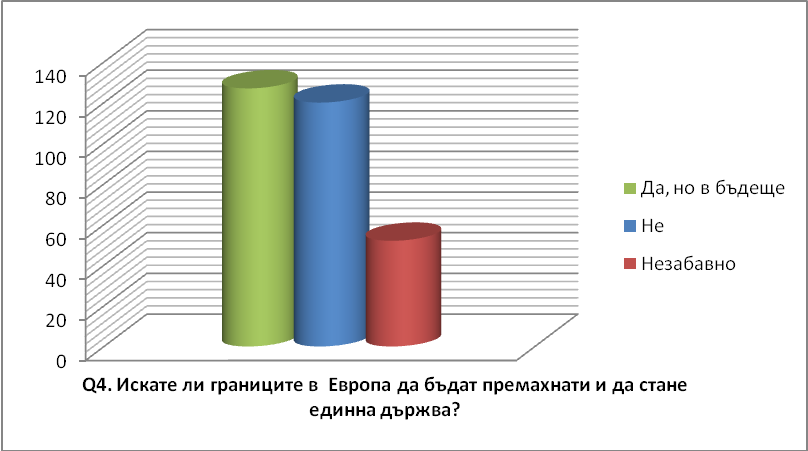 140
120
100
80
60
40
20
0
Да, но в бъдеще
Не
Незабавно
Q4. Искате ли границите в  Европа да бъдат премахнати и да стане
единна държва?